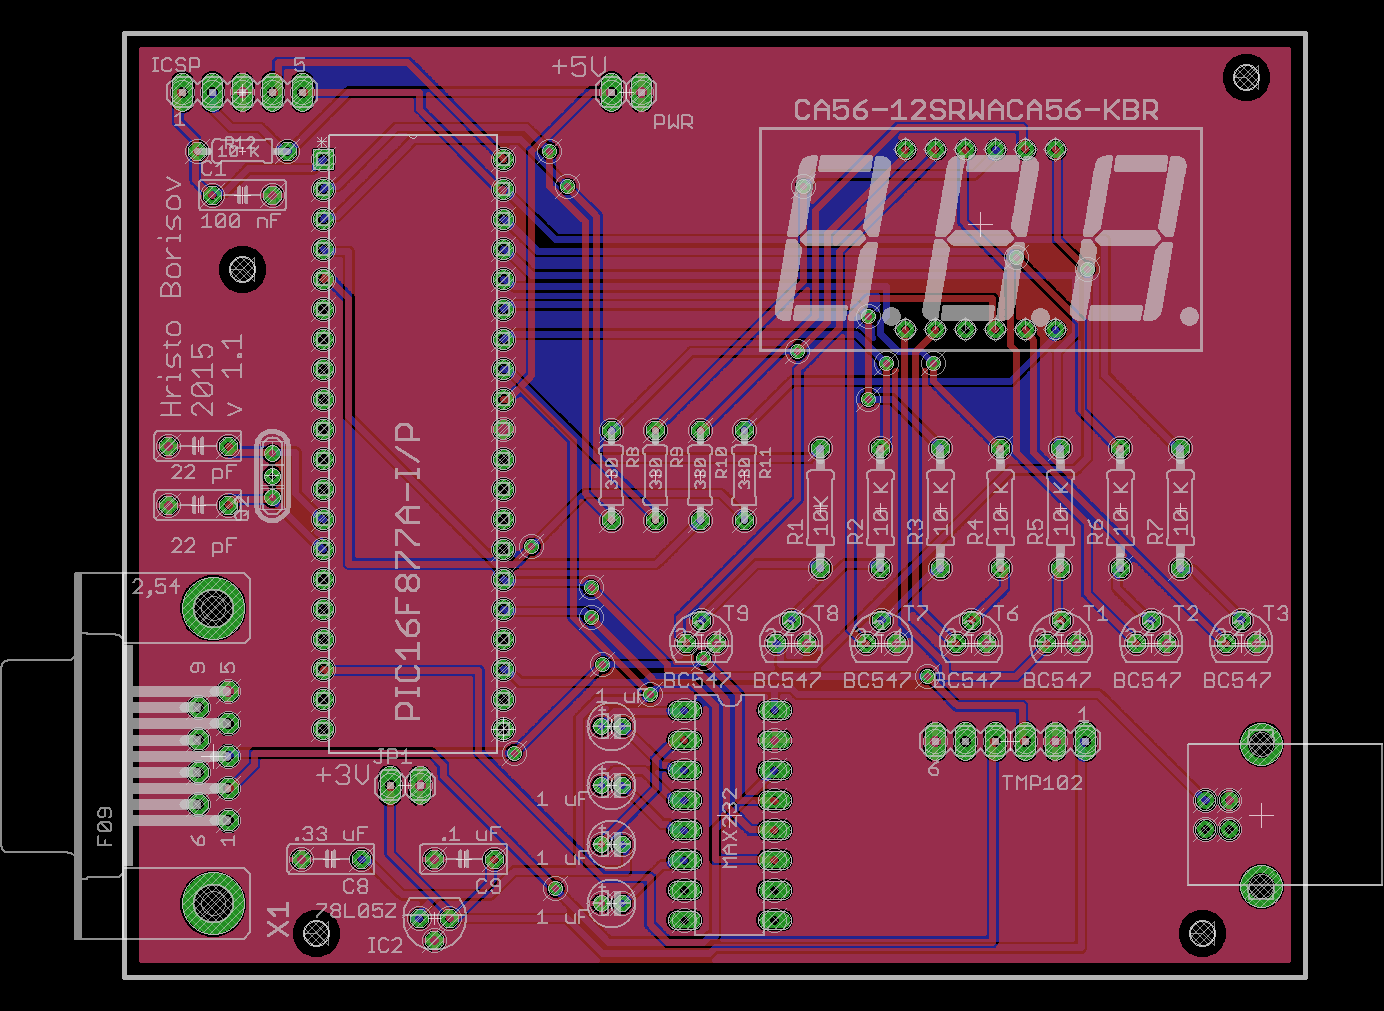 ICSP
5
1
+5V
PWR
CA56-12SRWACA56-KBR
R12
10 K
C1
100 nF
Hristo Borisov
2015
v 1.1
22 pF
22 pF
PIC16F877A-I/P
330
R8
330
R9
330
R10
330
R11
R1
10K
R2
10 K
R3
10 K
R4
10 K
R5
10 K
R6
10 K
R7
10 K
2,54
T9
T8
T7
T6
T1
T2
T3
BC547
BC547
BC547
BC547
BC547
BC547
BC547
9
5
6
1
F09
X1
JP1
+3V
.33 uF
C8
.1 uF
C9
78L05Z
IC2
1 uF
1 uF
1 uF
1 uF
MAX232
1
6
TMP102